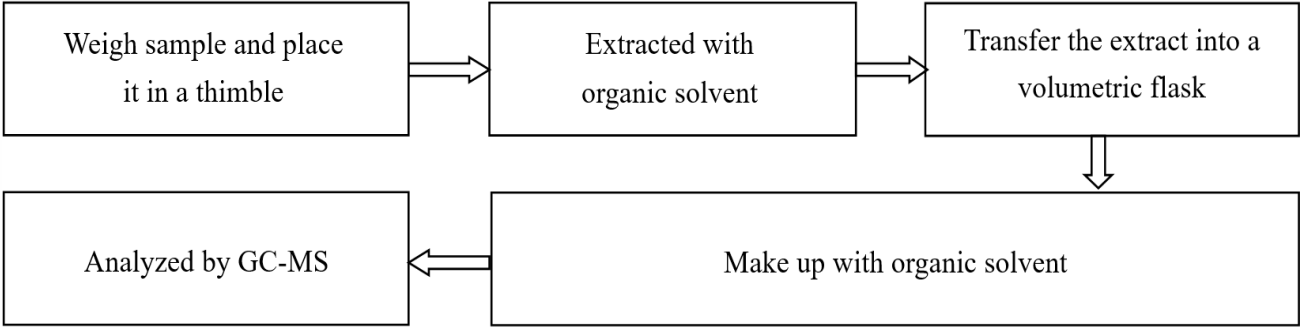 Weigh sample and place
it in a thimble
Extracted with
organic solvent
Transfer the extract into a
volumetric flask
Make up with organic solvent
Analyzed by GC-MS